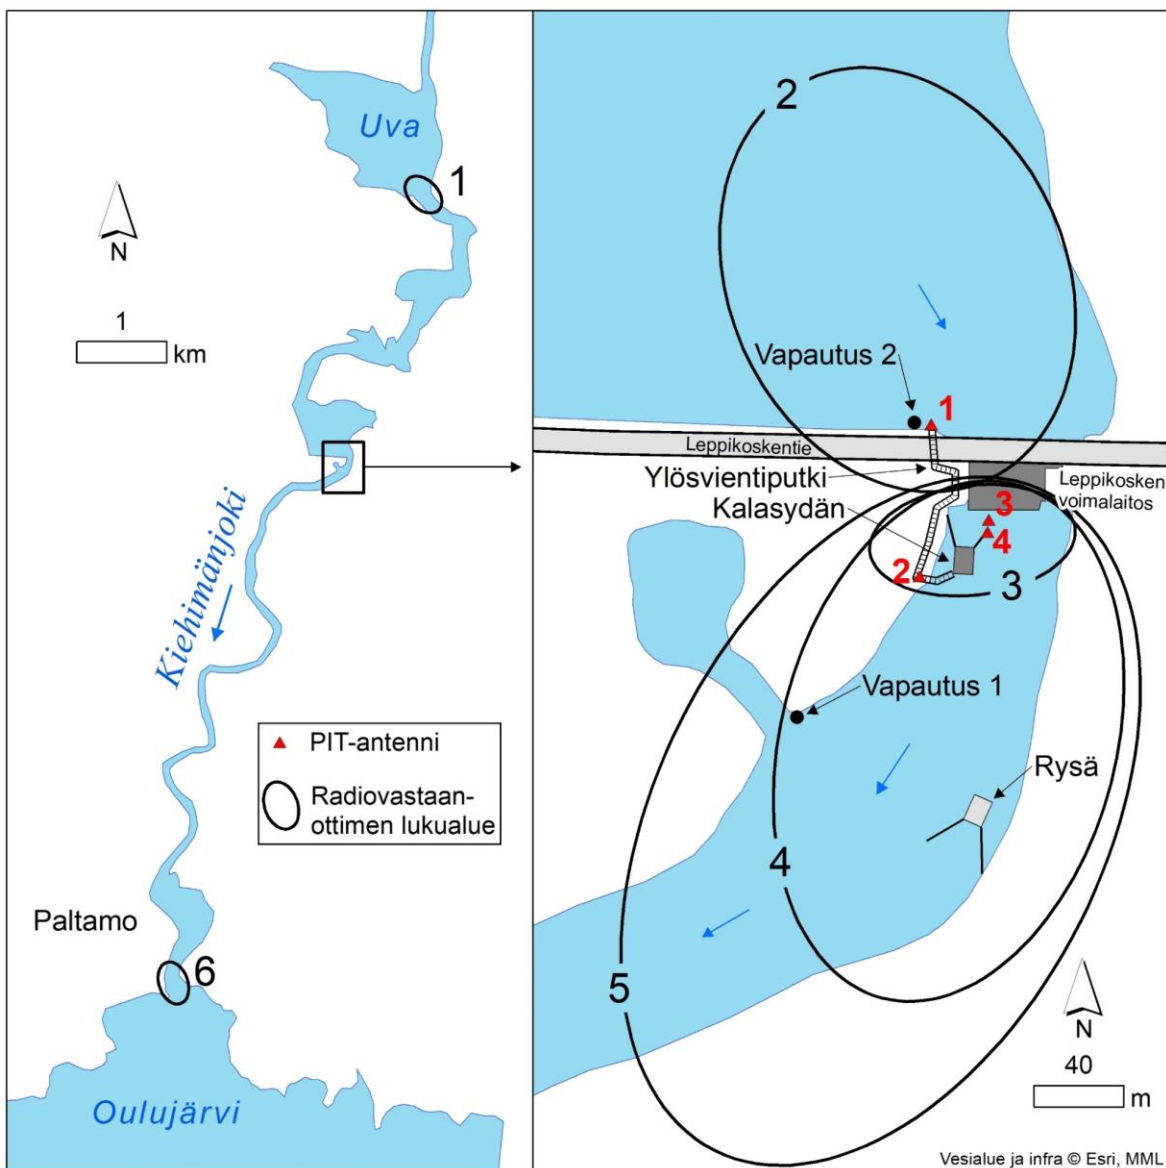 Uva
1
N
1
km
Kiehimänjoki
PIT-antenni
Radiovastaan-
ottimen lukualue
Paltamo
6
Oulujärvi
2
Vapautus 2
1
Leppikoskentie
Ylösvientiputki
Kalasydän
Leppikosken
voimalaitos
3
4
2
3
Vapautus 1
Rysä
4
5
N
40
m
Vesialue ja infra © Esri, MML